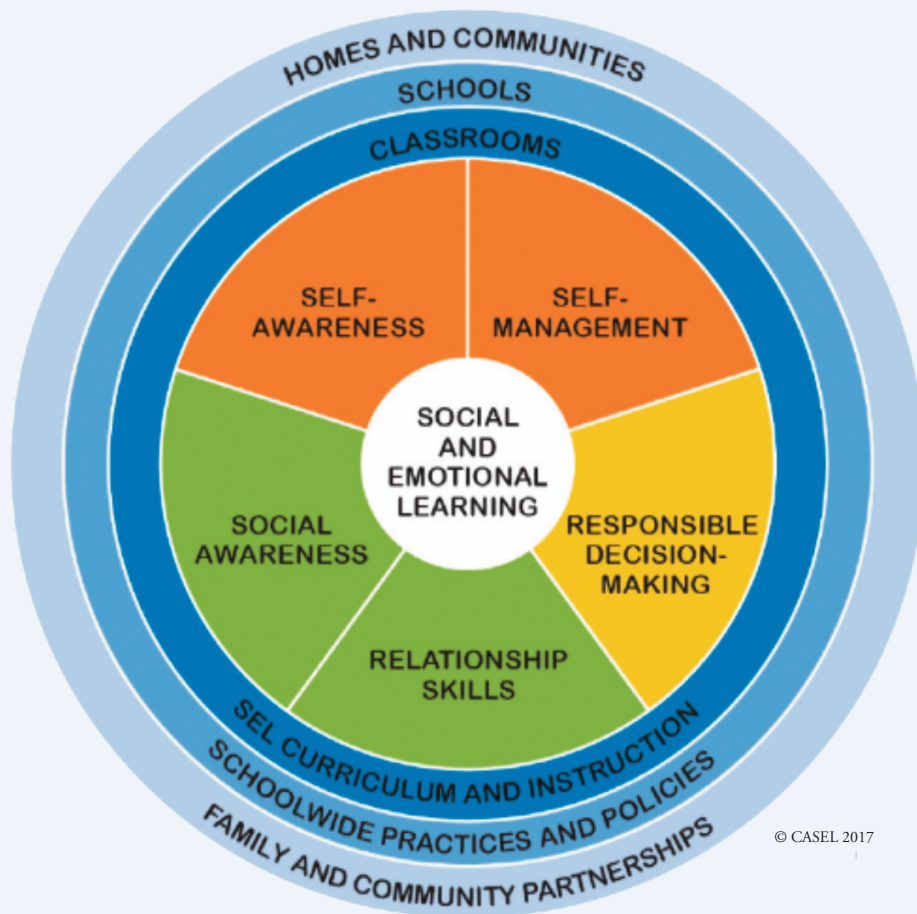 HOMES AND COMMUNITIES
SCHOOLS
CLASSROOMS
SELF-
AWARENESS
SELF-
MANAGEMENT
SOCIAL
AND
EMOTIONAL
LEARNING
SOCIAL
AWARENESS
RESPONSIBLE
DECISION-
MAKING
RELATIONSHIP
SKILLS
SEL CURRICULUM AND INSTRUCTION
SCHOOLWIDE PRACTICES AND POLICIES
FAMILY AND COMMUNITY PARTNERSHIPS
© CASEL 2017